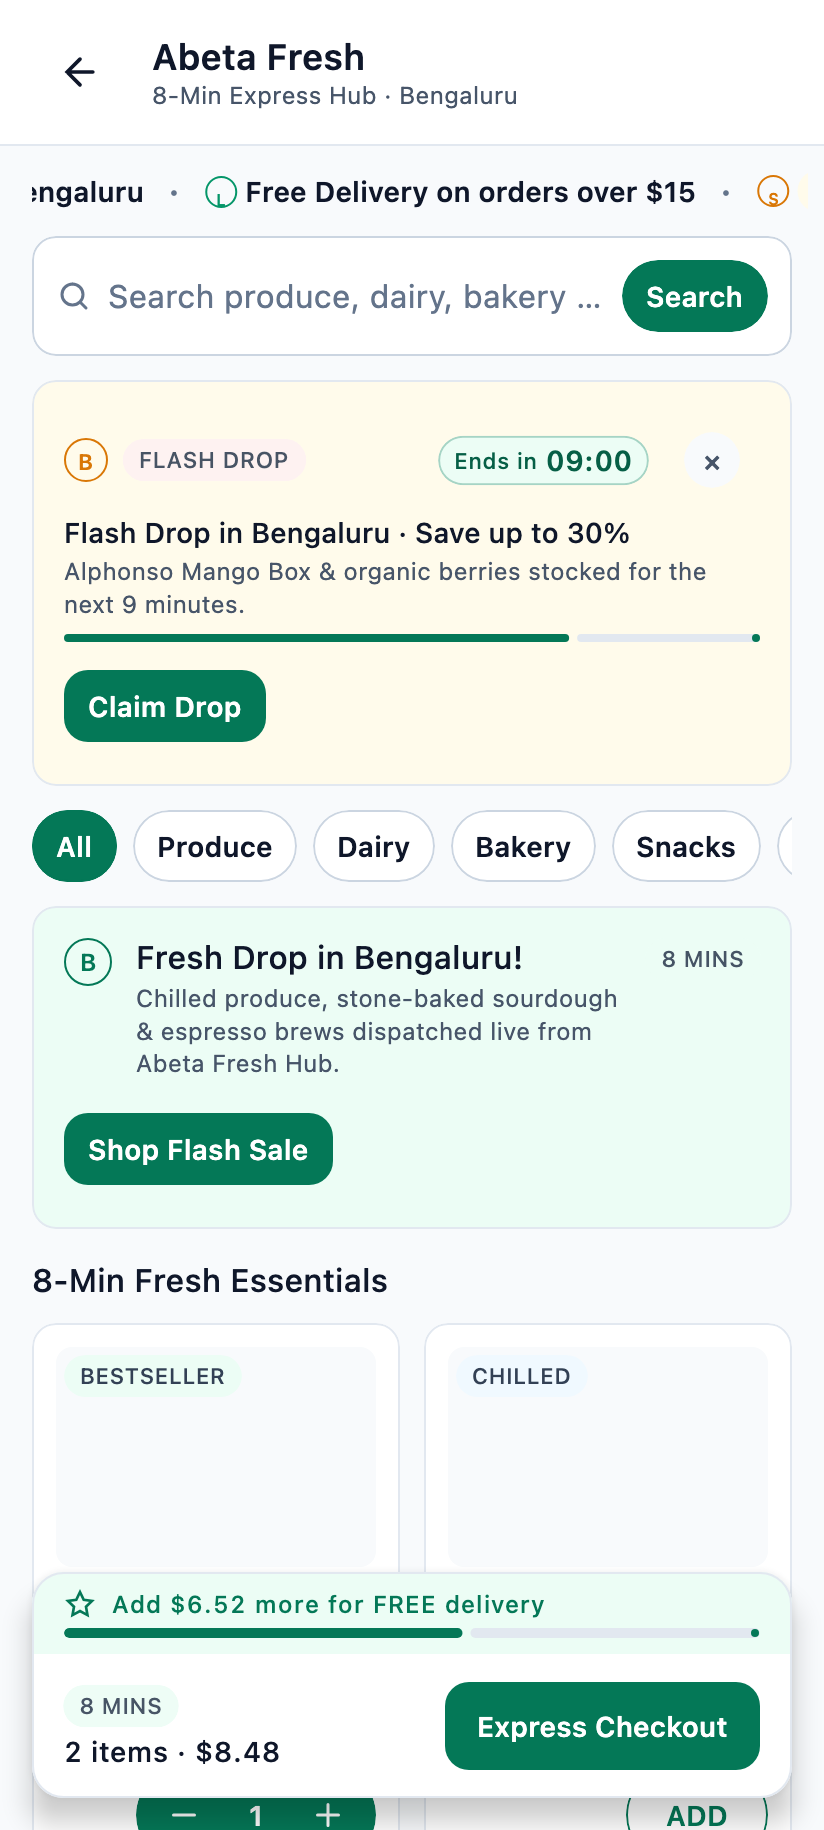 Abeta Fresh
8-Min Express Hub · Bengaluru
engaluru · L Free Delivery on orders over $15 · S
Search produce, dairy, bakery ...
Search
B FLASH DROP Ends in 09:00 ×
Flash Drop in Bengaluru · Save up to 30%
Alphonso Mango Box & organic berries stocked for the
next 9 minutes.
Claim Drop
All Produce Dairy Bakery Snacks
B Fresh Drop in Bengaluru! 8 MINS
Chilled produce, stone-baked sourdough
& espresso brews dispatched live from
Abeta Fresh Hub.
Shop Flash Sale
8-Min Fresh Essentials
BESTSELLER CHILLED
Add $6.52 more for FREE delivery
8 MINS
2 items · $8.48
Express Checkout
− 1 + ADD